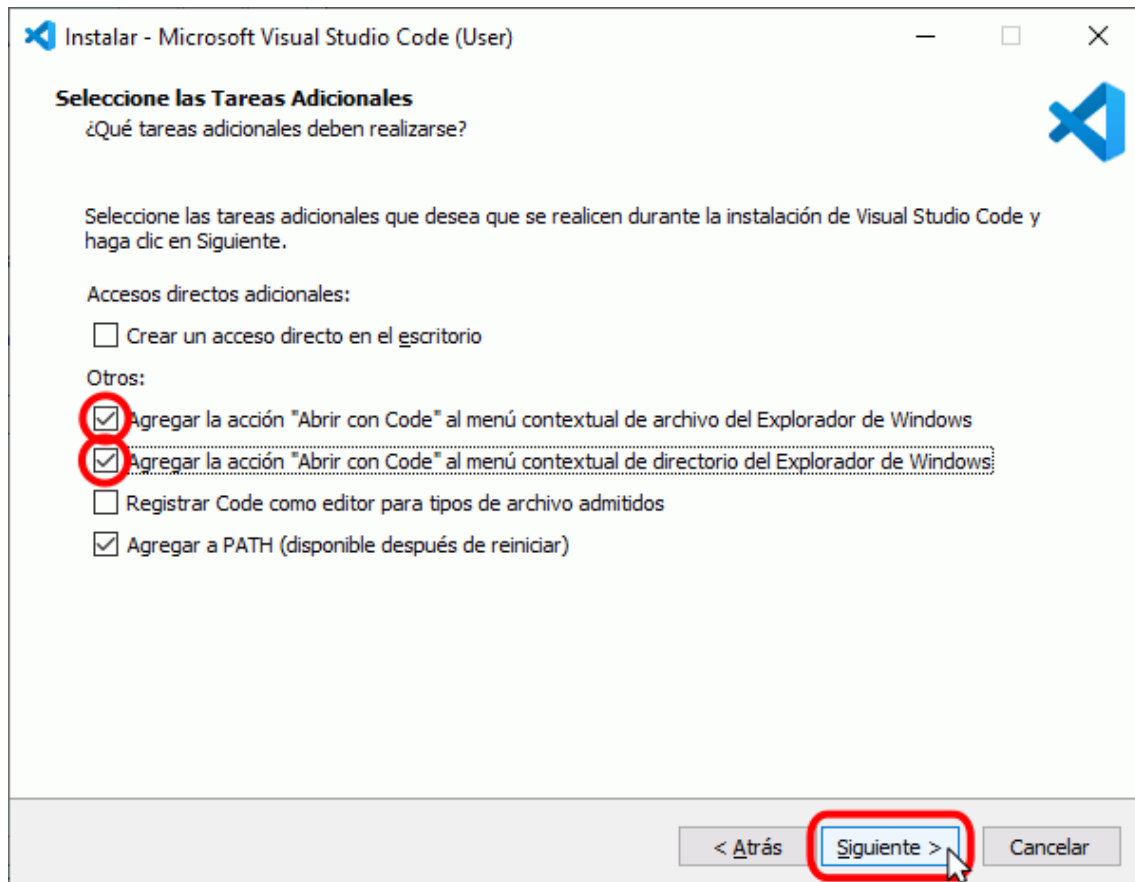 Instalar - Microsoft Visual Studio Code (User)
Seleccione las Tareas Adicionales
¿Qué tareas adicionales deben realizarse?
Seleccione las tareas adicionales que desea que se realicen durante la instalación de Visual Studio Code y
haga clic en Siguiente.
Accesos directos adicionales:
Crear un acceso directo en el escritorio
Otros:
Agregar la acción "Abrir con Code" al menú contextual de archivo del Explorador de Windows
Agregar la acción "Abrir con Code" al menú contextual de directorio del Explorador de Windows
Registrar Code como editor para tipos de archivo admitidos
Agregar a PATH (disponible después de reiniciar)
< Atrás
Siguiente >
Cancelar